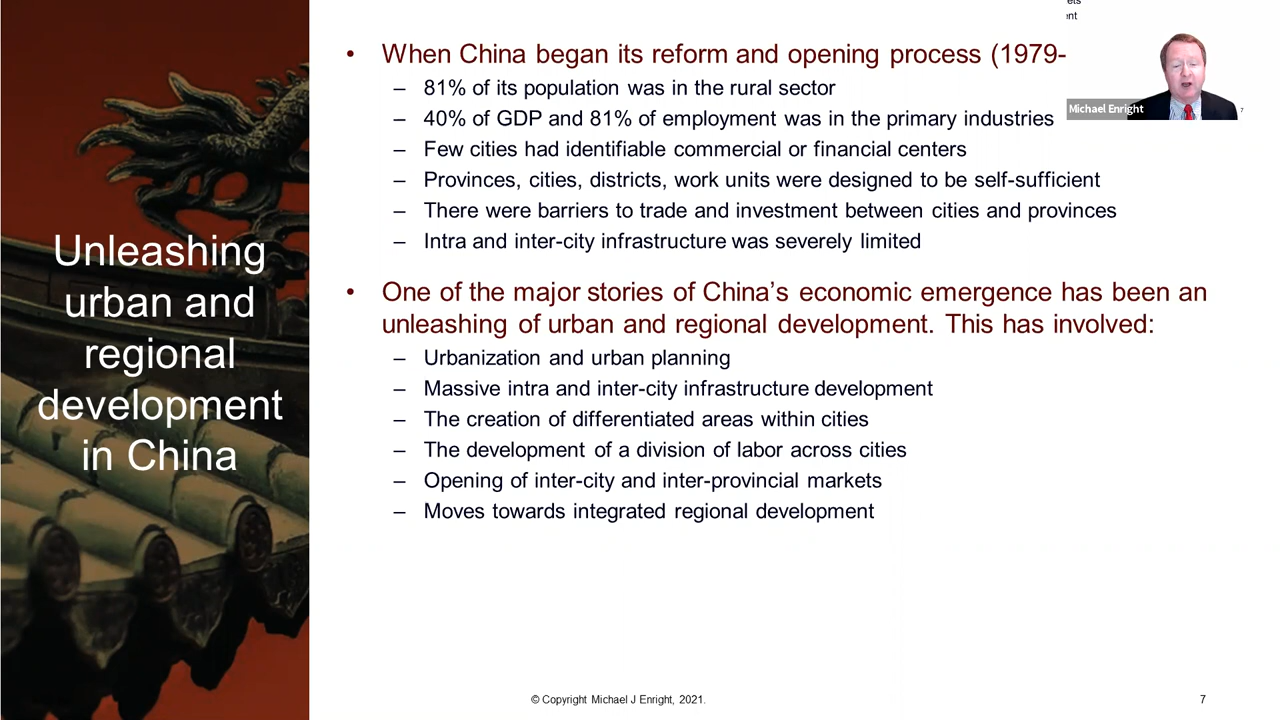 ets
ent
Michael Enright
7
Unleashing
urban and
regional
development
in China
• When China began its reform and opening process (1979-
– 81% of its population was in the rural sector
– 40% of GDP and 81% of employment was in the primary industries
– Few cities had identifiable commercial or financial centers
– Provinces, cities, districts, work units were designed to be self-sufficient
– There were barriers to trade and investment between cities and provinces
– Intra and inter-city infrastructure was severely limited
• One of the major stories of China’s economic emergence has been an
unleashing of urban and regional development. This has involved:
– Urbanization and urban planning
– Massive intra and inter-city infrastructure development
– The creation of differentiated areas within cities
– The development of a division of labor across cities
– Opening of inter-city and inter-provincial markets
– Moves towards integrated regional development
© Copyright Michael J Enright, 2021.
7